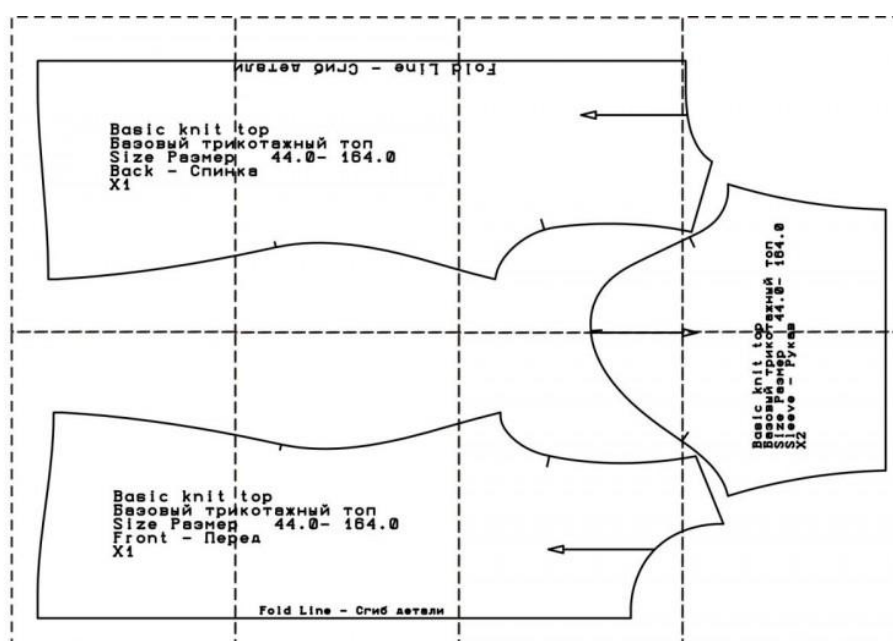 Fold Line - Сгиб детали
Basic knit top
Базовый трикотажный топ
Size Размер 44.0- 164.0
Back - Спинка
X1
Basic knit top
Базовый трикотажный топ
Size Размер 44.0- 164.0
Sleeve - Рукав
X2
Basic knit top
Базовый трикотажный топ
Size Размер 44.0- 164.0
Front - Перед
X1
Fold Line - Сгиб детали